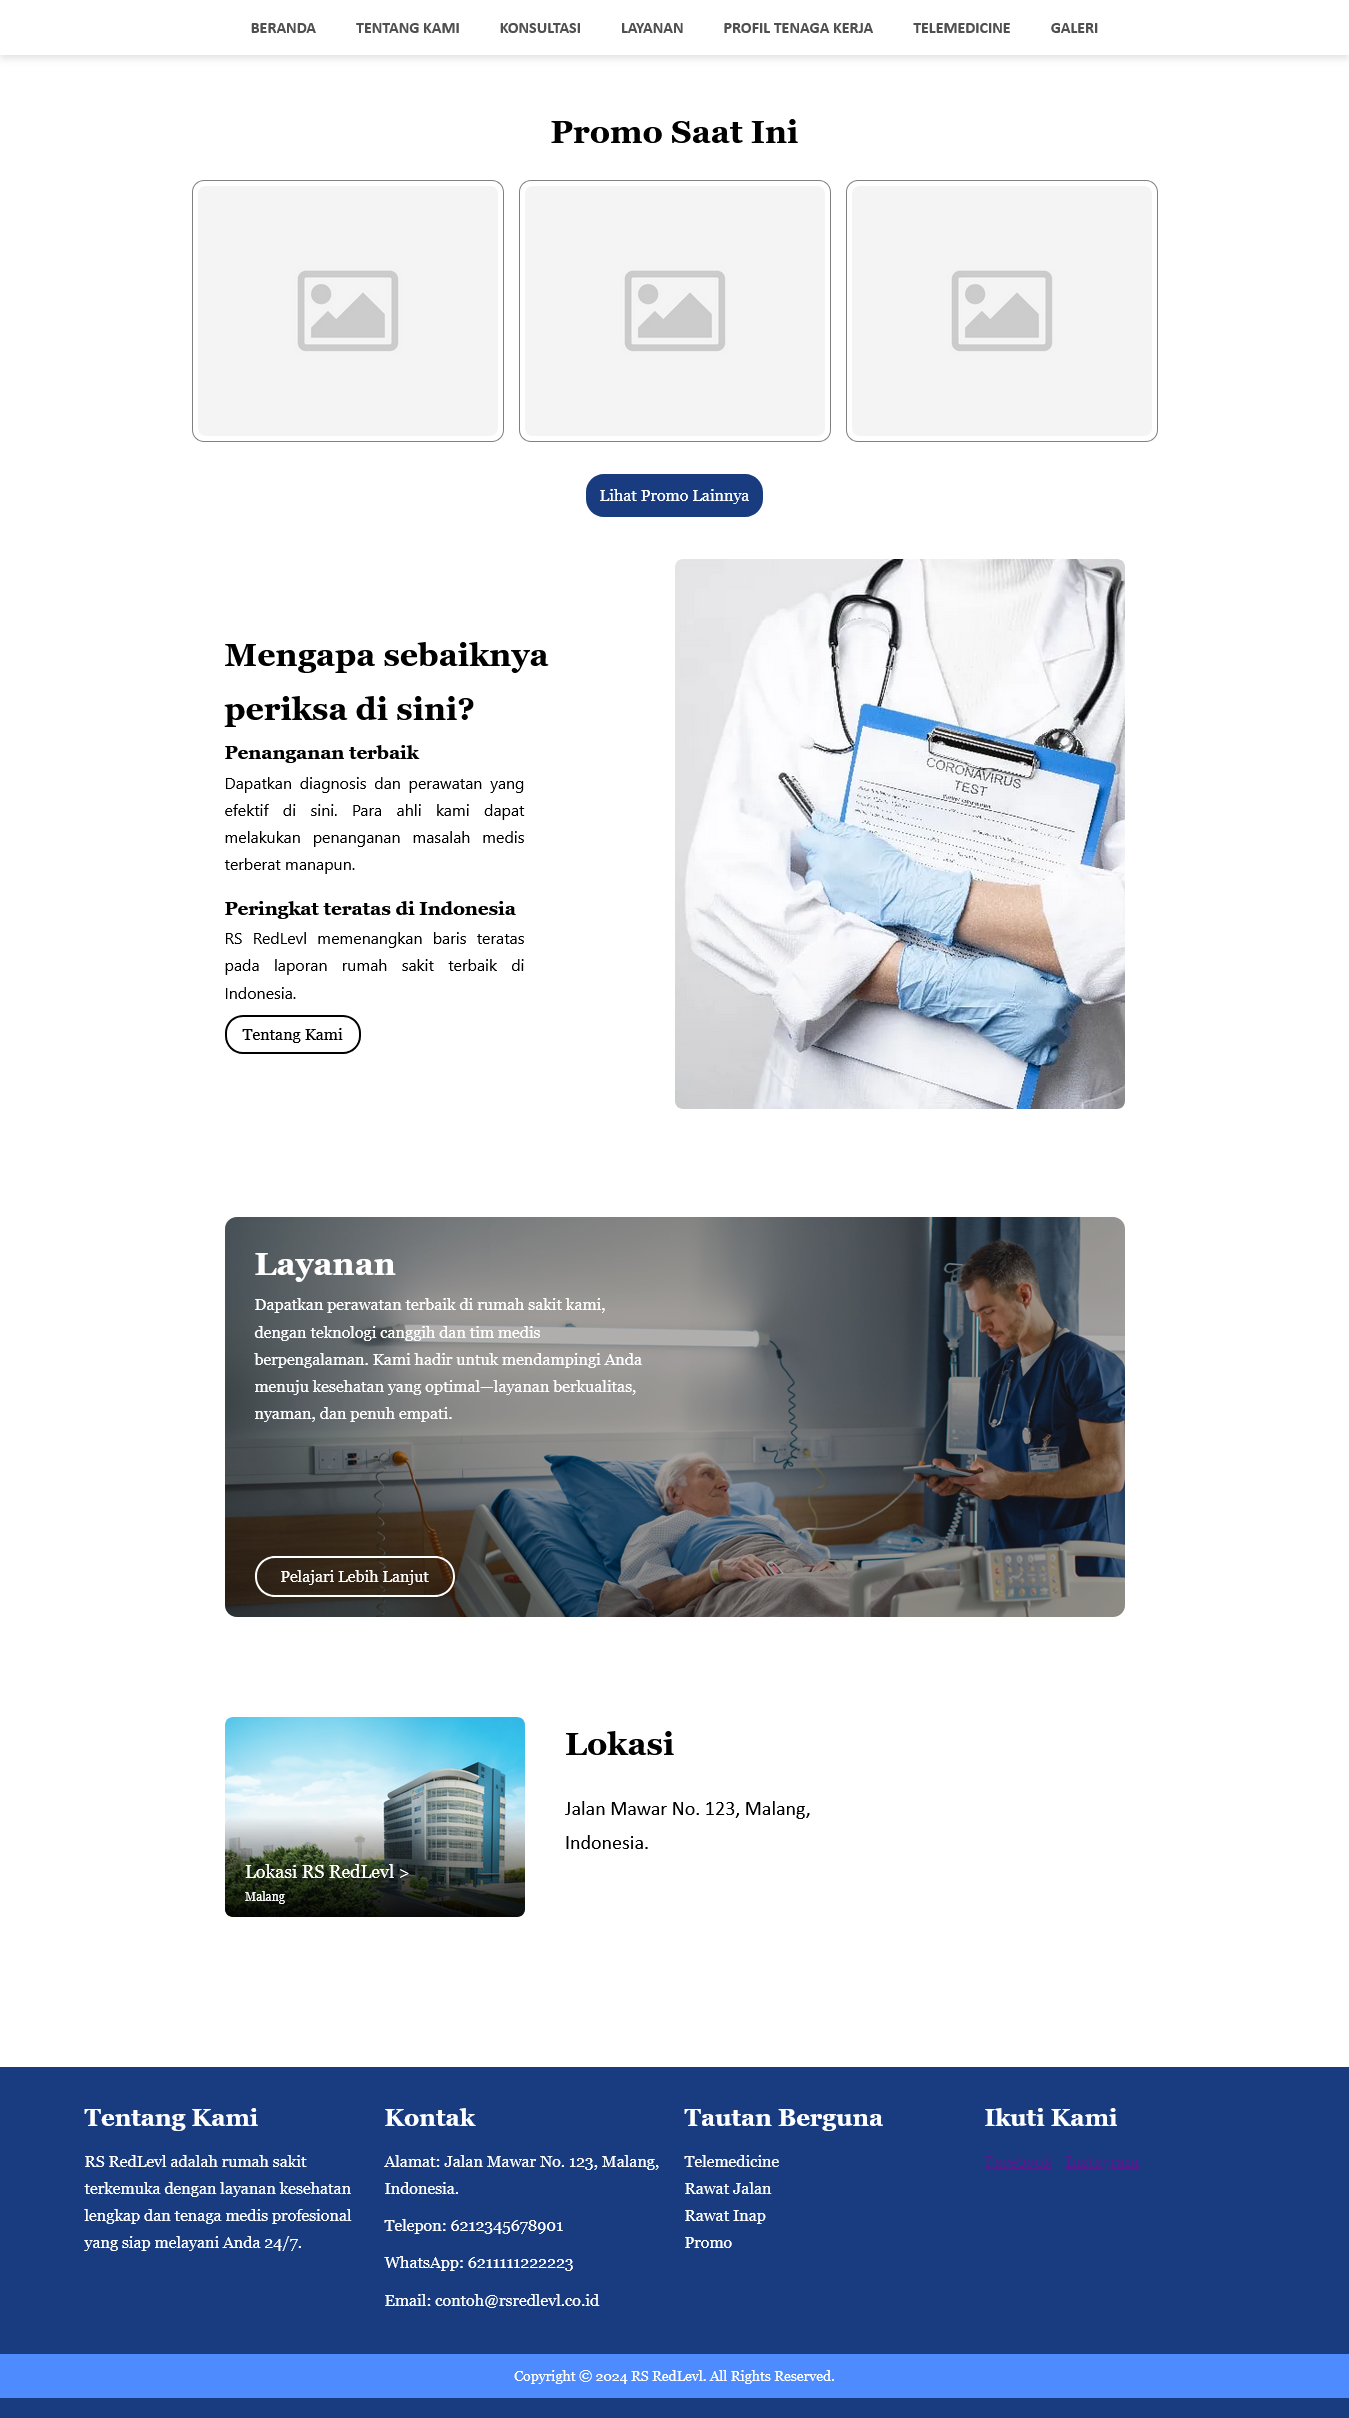 BERANDA TENTANG KAMI KONSULTASI LAYANAN PROFIL TENAGA KERJA TELEMEDICINE GALERI
Promo Saat Ini
Lihat Promo Lainnya
Mengapa sebaiknya
periksa di sini?
Penanganan terbaik
Dapatkan diagnosis dan perawatan yang
efektif di sini. Para ahli kami dapat
melakukan penanganan masalah medis
terberat manapun.
Peringkat teratas di Indonesia
RS RedLevl memenangkan baris teratas
pada laporan rumah sakit terbaik di
Indonesia.
Tentang Kami
CORONAVIRUS
TEST
Layanan
Dapatkan perawatan terbaik di rumah sakit kami,
dengan teknologi canggih dan tim medis
berpengalaman. Kami hadir untuk mendampingi Anda
menuju kesehatan yang optimal—layanan berkualitas,
nyaman, dan penuh empati.
Pelajari Lebih Lanjut
Lokasi RS RedLevl >
Malang
Lokasi
Jalan Mawar No. 123, Malang,
Indonesia.
Tentang Kami
RS RedLevl adalah rumah sakit
terkemuka dengan layanan kesehatan
lengkap dan tenaga medis profesional
yang siap melayani Anda 24/7.
Kontak
Alamat: Jalan Mawar No. 123, Malang,
Indonesia.
Telepon: 6212345678901
WhatsApp: 6211111222223
Email: contoh@rsredlevl.co.id
Tautan Berguna
Telemedicine
Rawat Jalan
Rawat Inap
Promo
Ikuti Kami
Facebook Instagram
Copyright © 2024 RS RedLevl. All Rights Reserved.